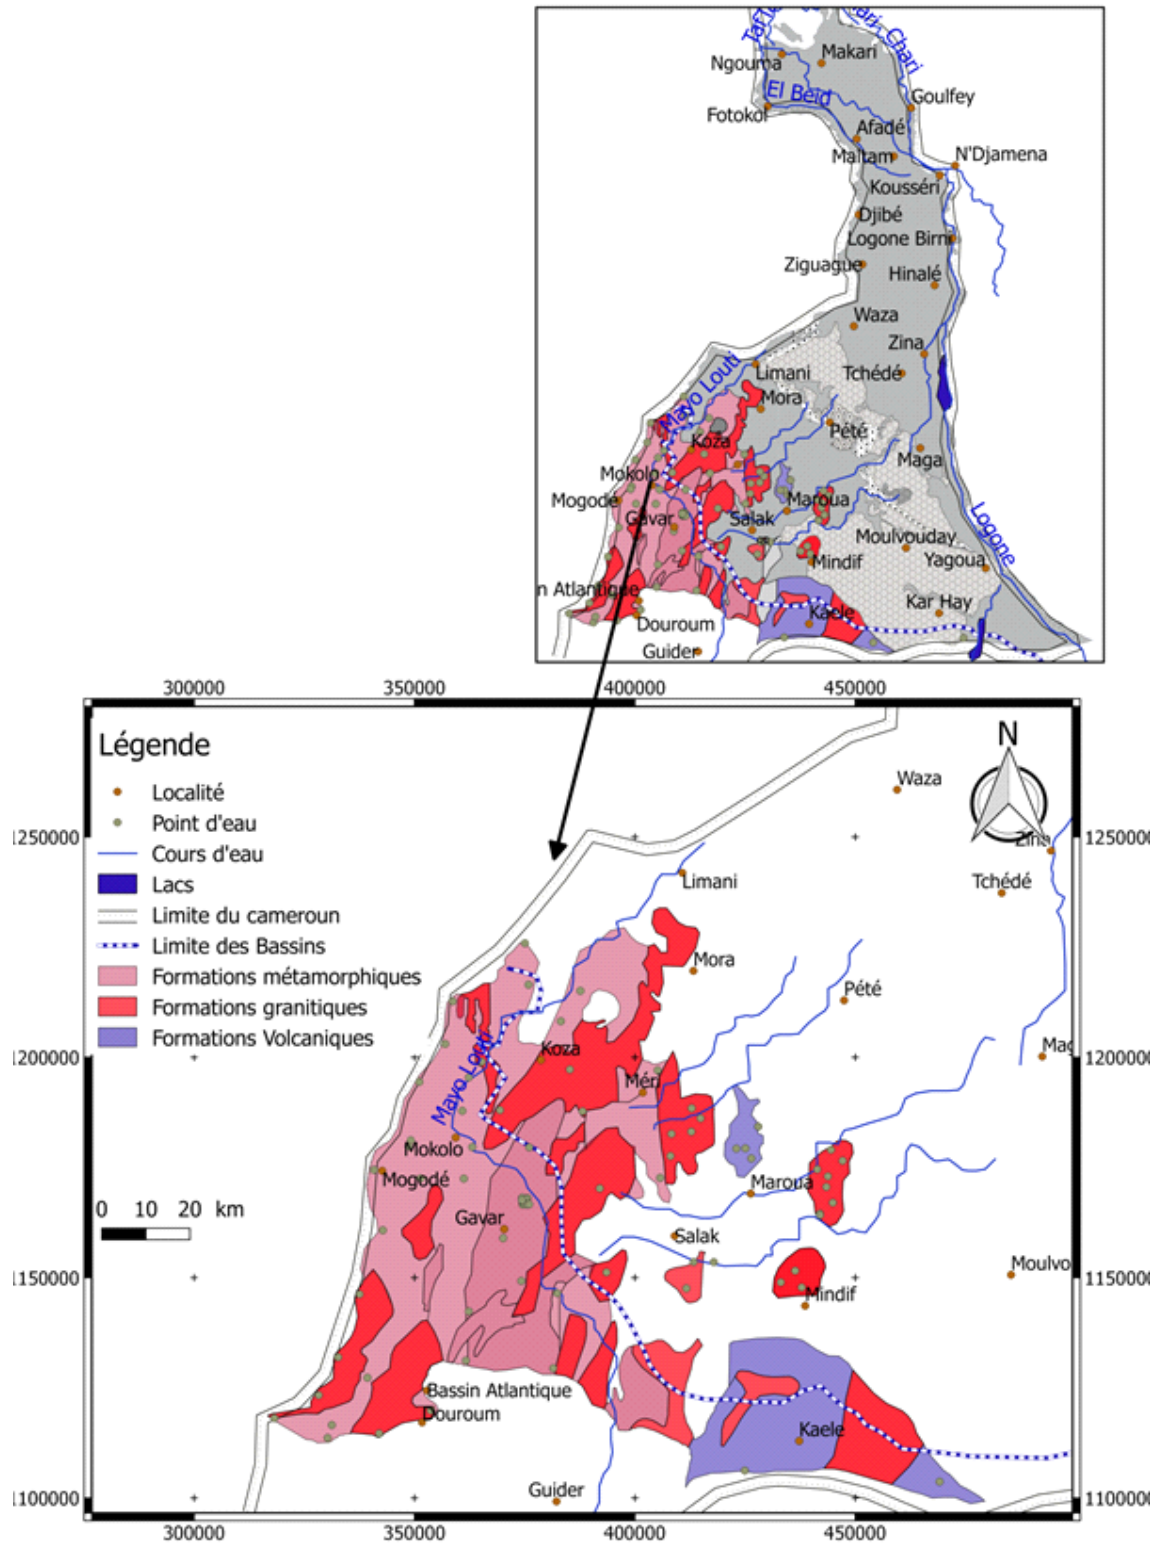 Makari
Ngouma
Chari
El Beid
Goulfey
Fotokol
Afadé
Maltam
N'Djamena
Kousséri
Djibé
Logone Birni
Ziguague
Hinalé
Waza
Zina
Mayo Louti
Limani
Tchédé
Mora
Pété
Koza
Maga
Mokolo
Mogodé
Maroua
Gavar
Salak
Logone
Moulvouday
Yagoua
Mindif
n Atlantique
Kar Hay
Kaele
Douroum
Guider
300000 350000 400000 450000
Légende
N
Localité
Point d'eau
Cours d'eau
Lacs
Limite du cameroun
Limite des Bassins
Formations métamorphiques
Formations granitiques
Formations Volcaniques
0 10 20 km
1250000 1250000
1200000 1200000
1150000 1150000
1100000 1100000
Waza
Zina
Limani
Tchédé
Mora
Pété
Koza
Mag
Méri
Mayo Louti
Mokolo
Mogodé
Maroua
Gavar
Salak
Moulvo
Mindif
Bassin Atlantique
Douroum
Kaele
Guider
300000 350000 400000 450000